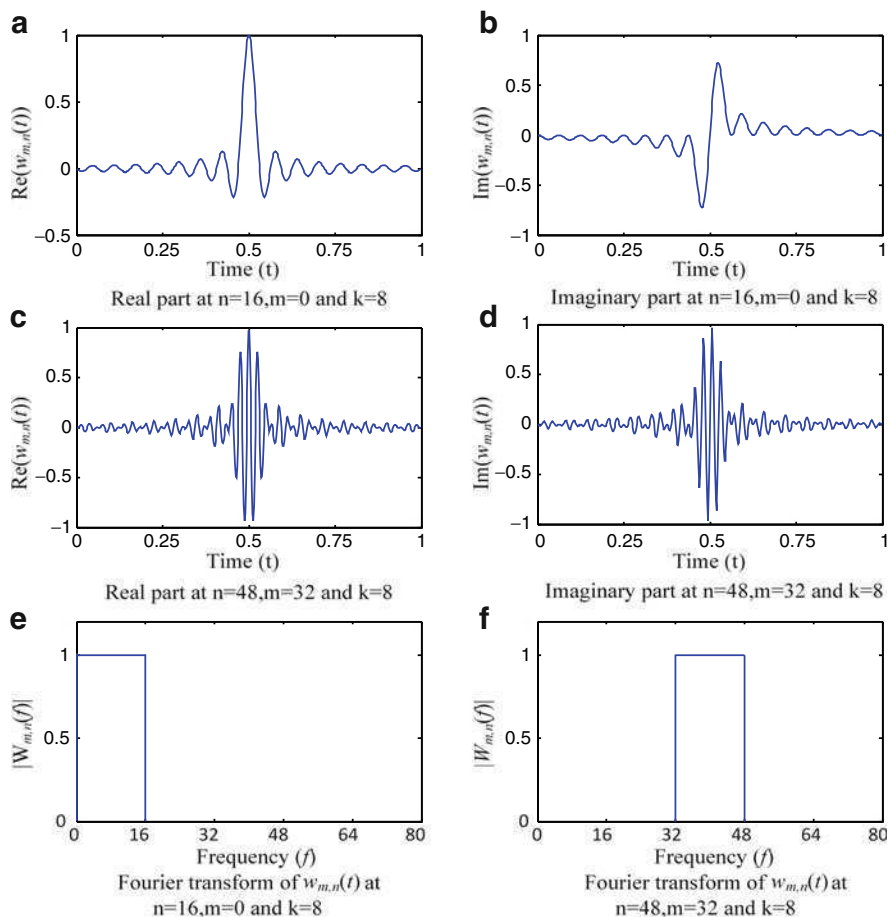 a
1
0.5
0
−0.5
Re(w_{m,n}(t))
0 0.25 0.5 0.75 1
Time (t)
Real part at n=16,m=0 and k=8
b
1
0.5
0
−0.5
−1
Im(w_{m,n}(t))
0 0.25 0.5 0.75 1
Time (t)
Imaginary part at n=16,m=0 and k=8
c
1
0.5
0
−0.5
−1
Re(w_{m,n}(t))
0 0.25 0.5 0.75 1
Time (t)
Real part at n=48,m=32 and k=8
d
1
0.5
0
−0.5
−1
Im(w_{m,n}(t))
0 0.25 0.5 0.75 1
Time (t)
Imaginary part at n=48,m=32 and k=8
e
1
0.5
0
|W_{m,n}(f)|
0 16 32 48 64 80
Frequency (f)
Fourier transform of w_{m,n}(t) at
n=16,m=0 and k=8
f
1
0.5
0
|W_{m,n}(f)|
0 16 32 48 64 80
Frequency (f)
Fourier transform of w_{m,n}(t) at
n=48,m=32 and k=8